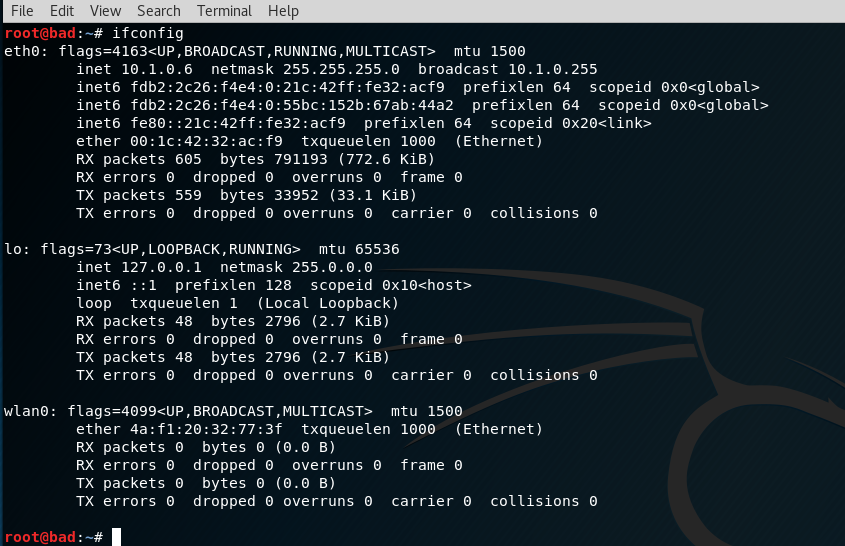 File Edit View Search Terminal Help
root@bad:~# ifconfig
eth0: flags=4163<UP,BROADCAST,RUNNING,MULTICAST>  mtu 1500
        inet 10.1.0.6  netmask 255.255.255.0  broadcast 10.1.0.255
        inet6 fdb2:2c26:f4e4:0:21c:42ff:fe32:acf9  prefixlen 64  scopeid 0x0<global>
        inet6 fdb2:2c26:f4e4:0:55bc:152b:67ab:44a2  prefixlen 64  scopeid 0x0<global>
        inet6 fe80::21c:42ff:fe32:acf9  prefixlen 64  scopeid 0x20<link>
        ether 00:1c:42:32:ac:f9  txqueuelen 1000  (Ethernet)
        RX packets 605  bytes 791193 (772.6 KiB)
        RX errors 0  dropped 0  overruns 0  frame 0
        TX packets 559  bytes 33952 (33.1 KiB)
        TX errors 0  dropped 0 overruns 0  carrier 0  collisions 0

lo: flags=73<UP,LOOPBACK,RUNNING>  mtu 65536
        inet 127.0.0.1  netmask 255.0.0.0
        inet6 ::1  prefixlen 128  scopeid 0x10<host>
        loop  txqueuelen 1  (Local Loopback)
        RX packets 48  bytes 2796 (2.7 KiB)
        RX errors 0  dropped 0  overruns 0  frame 0
        TX packets 48  bytes 2796 (2.7 KiB)
        TX errors 0  dropped 0 overruns 0  carrier 0  collisions 0

wlan0: flags=4099<UP,BROADCAST,MULTICAST>  mtu 1500
        ether 4a:f1:20:32:77:3f  txqueuelen 1000  (Ethernet)
        RX packets 0  bytes 0 (0.0 B)
        RX errors 0  dropped 0  overruns 0  frame 0
        TX packets 0  bytes 0 (0.0 B)
        TX errors 0  dropped 0 overruns 0  carrier 0  collisions 0

root@bad:~#